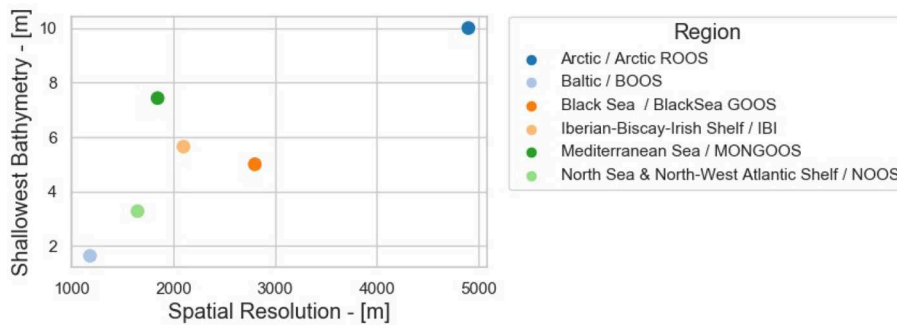 Shallowest Bathymetry - [m]
10
8
6
4
2
1000 2000 3000 4000 5000
Spatial Resolution - [m]
Region
Arctic / Arctic ROOS
Baltic / BOOS
Black Sea / BlackSea GOOS
Iberian-Biscay-Irish Shelf / IBI
Mediterranean Sea / MONGOOS
North Sea & North-West Atlantic Shelf / NOOS